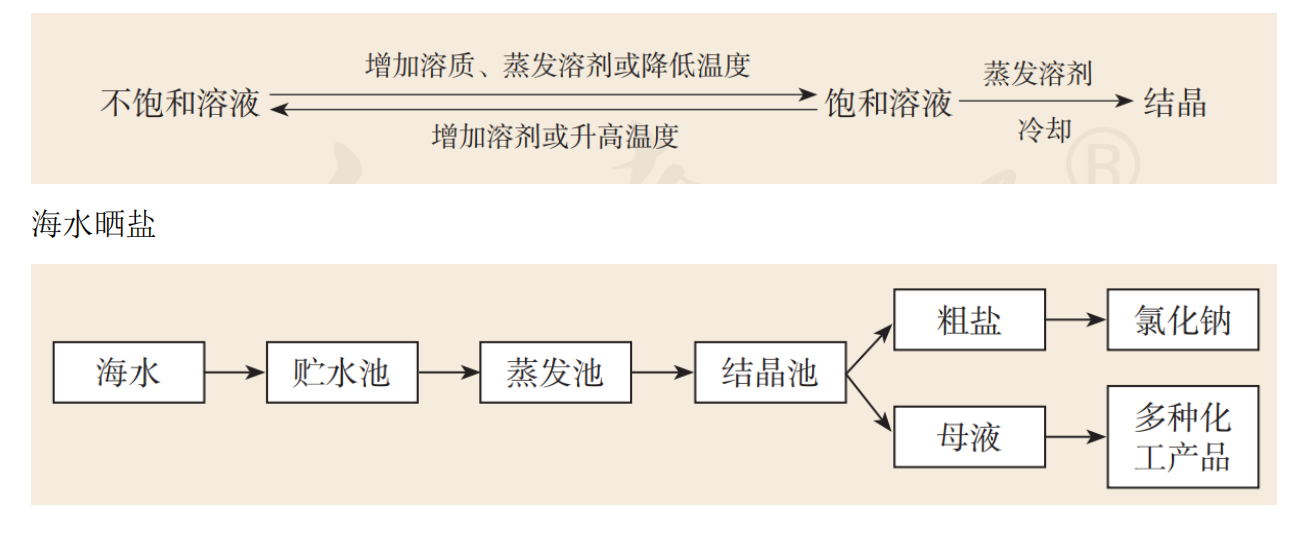 增加溶质、蒸发溶剂或降低温度
蒸发溶剂
不饱和溶液
饱和溶液
结晶
增加溶剂或升高温度
冷却
®
海水晒盐
海水
贮水池
蒸发池
结晶池
粗盐
氯化钠
母液
多种化
工产品